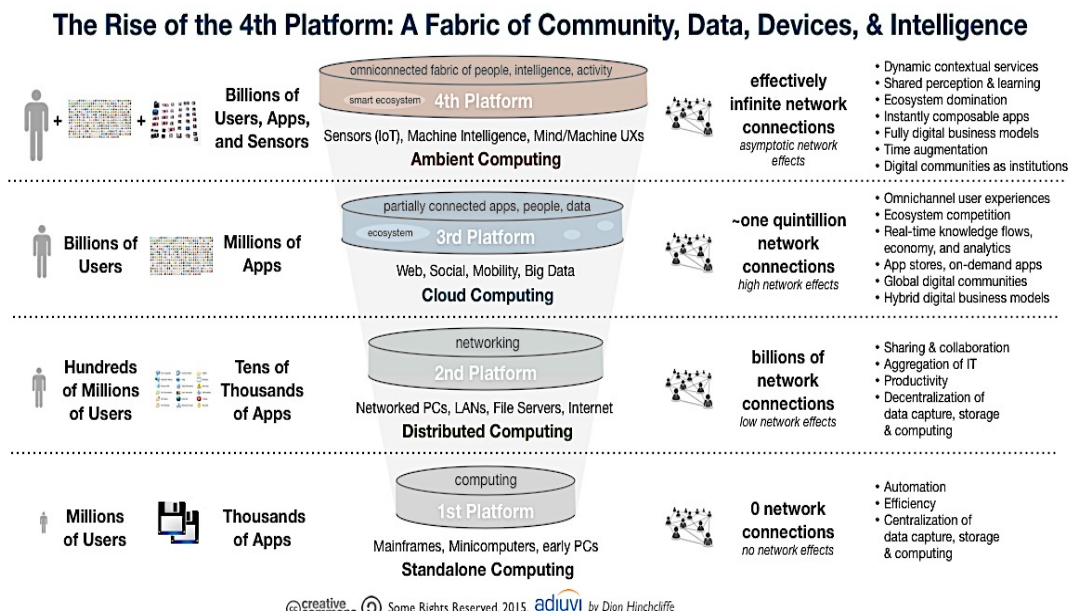 The Rise of the 4th Platform: A Fabric of Community, Data, Devices, & Intelligence
+
+
Billions of
Users, Apps,
and Sensors
omniconnected fabric of people, intelligence, activity
smart ecosystem
4th Platform
Sensors (IoT), Machine Intelligence, Mind/Machine UXs
Ambient Computing
effectively
infinite network
connections
asymptotic network
effects
• Dynamic contextual services
• Shared perception & learning
• Ecosystem domination
• Instantly composable apps
• Fully digital business models
• Time augmentation
• Digital communities as institutions
Billions of
Users
Millions of
Apps
partially connected apps, people, data
ecosystem
3rd Platform
Web, Social, Mobility, Big Data
Cloud Computing
~one quintillion
network
connections
high network effects
• Omnichannel user experiences
• Ecosystem competition
• Real-time knowledge flows,
economy, and analytics
• App stores, on-demand apps
• Global digital communities
• Hybrid digital business models
Hundreds
of Millions
of Users
Tens of
Thousands
of Apps
networking
2nd Platform
Networked PCs, LANs, File Servers, Internet
Distributed Computing
billions of
network
connections
low network effects
• Sharing & collaboration
• Aggregation of IT
• Productivity
• Decentralization of
data capture, storage
& computing
Millions
of Users
Thousands
of Apps
computing
1st Platform
Mainframes, Minicomputers, early PCs
Standalone Computing
0 network
connections
no network effects
• Automation
• Efficiency
• Centralization of
data capture, storage
& computing
cc creative commons Some Rights Reserved. 2015. adjuvi by Dion Hinchcliffe